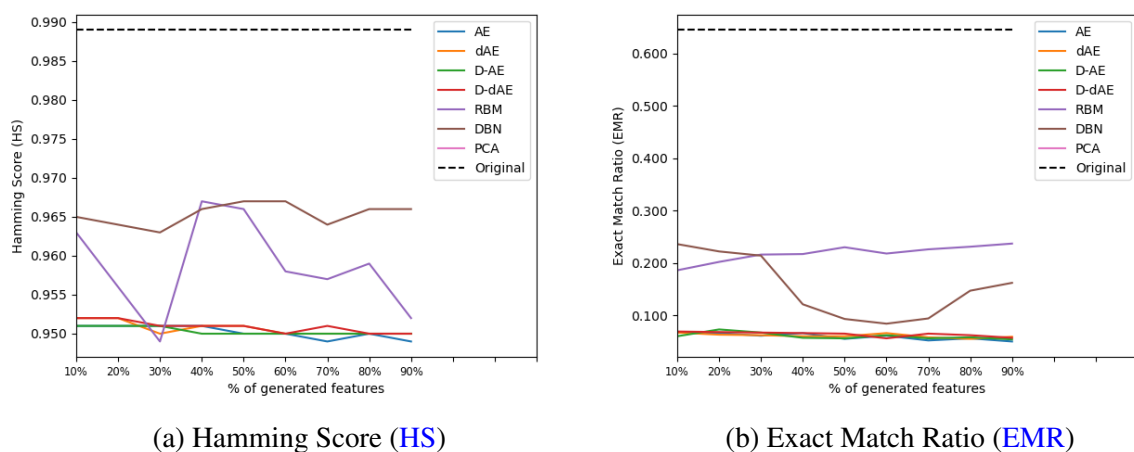 0.990
0.985
0.980
0.975
0.970
0.965
0.960
0.955
0.950
Hamming Score (HS)
10% 20% 30% 40% 50% 60% 70% 80% 90%
% of generated features
AE
dAE
D-AE
D-dAE
RBM
DBN
PCA
Original
(a) Hamming Score (HS)
0.600
0.500
0.400
0.300
0.200
0.100
Exact Match Ratio (EMR)
10% 20% 30% 40% 50% 60% 70% 80% 90%
% of generated features
AE
dAE
D-AE
D-dAE
RBM
DBN
PCA
Original
(b) Exact Match Ratio (EMR)